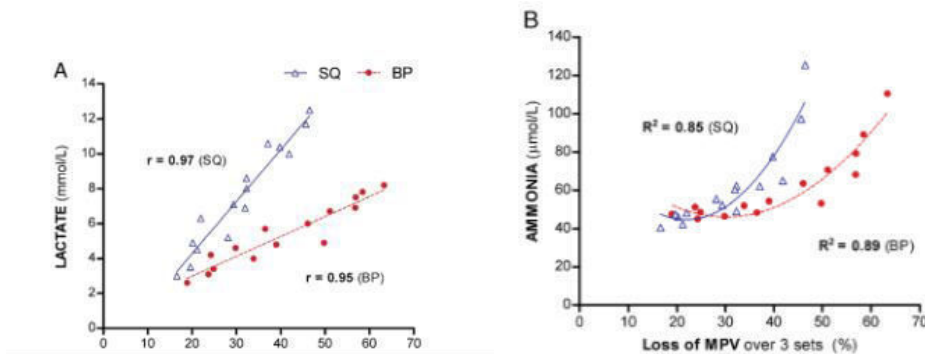 A
SQ BP
LACTATE (mmol/L)
14
12
10
8
6
4
2
0
r = 0.97 (SQ)
r = 0.95 (BP)
0 10 20 30 40 50 60 70
B
AMMONIA (µmol/L)
140
120
100
80
60
40
20
0
R² = 0.85 (SQ)
R² = 0.89 (BP)
0 10 20 30 40 50 60 70
Loss of MPV over 3 sets (%)